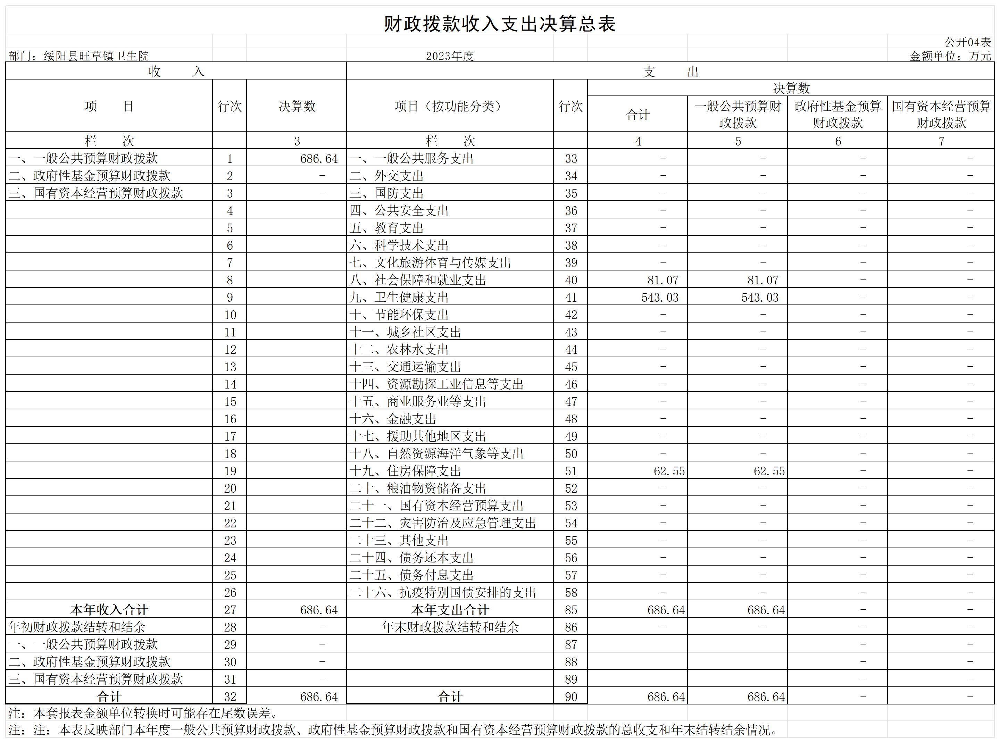 财政拨款收入支出决算总表
公开04表
部门：绥阳县旺草镇卫生院 2023年度 金额单位：万元
收 入 支 出
项 目 行次 决算数 项目（按功能分类） 行次 决算数
合计 一般公共预算财政拨款 政府性基金预算财政拨款 国有资本经营预算财政拨款
栏 次 3 栏 次 4 5 6 7
一、一般公共预算财政拨款 1 686.64 一、一般公共服务支出 33 - - - -
二、政府性基金预算财政拨款 2 - 二、外交支出 34 - - - -
三、国有资本经营预算财政拨款 3 - 三、国防支出 35 - - - -
4 四、公共安全支出 36 - - - -
5 五、教育支出 37 - - - -
6 六、科学技术支出 38 - - - -
7 七、文化旅游体育与传媒支出 39 - - - -
8 八、社会保障和就业支出 40 81.07 81.07 - -
9 九、卫生健康支出 41 543.03 543.03 - -
10 十、节能环保支出 42 - - - -
11 十一、城乡社区支出 43 - - - -
12 十二、农林水支出 44 - - - -
13 十三、交通运输支出 45 - - - -
14 十四、资源勘探工业信息等支出 46 - - - -
15 十五、商业服务业等支出 47 - - - -
16 十六、金融支出 48 - - - -
17 十七、援助其他地区支出 49 - - - -
18 十八、自然资源海洋气象等支出 50 - - - -
19 十九、住房保障支出 51 62.55 62.55 - -
20 二十、粮油物资储备支出 52 - - - -
21 二十一、国有资本经营预算支出 53 - - - -
22 二十二、灾害防治及应急管理支出 54 - - - -
23 二十三、其他支出 55 - - - -
24 二十四、债务还本支出 56 - - - -
25 二十五、债务付息支出 57 - - - -
26 二十六、抗疫特别国债安排的支出 58 - - - -
本年收入合计 27 686.64 本年支出合计 85 686.64 686.64 - -
年初财政拨款结转和结余 28 - 年末财政拨款结转和结余 86 - - - -
一、一般公共预算财政拨款 29 - 87 - -
二、政府性基金预算财政拨款 30 - 88 - -
三、国有资本经营预算财政拨款 31 - 89 - -
合计 32 686.64 合计 90 686.64 686.64 - -
注：本套报表金额单位转换时可能存在尾数误差。
注：注：本表反映部门本年度一般公共预算财政拨款、政府性基金预算财政拨款和国有资本经营预算财政拨款的总收支和年末结转结余情况。